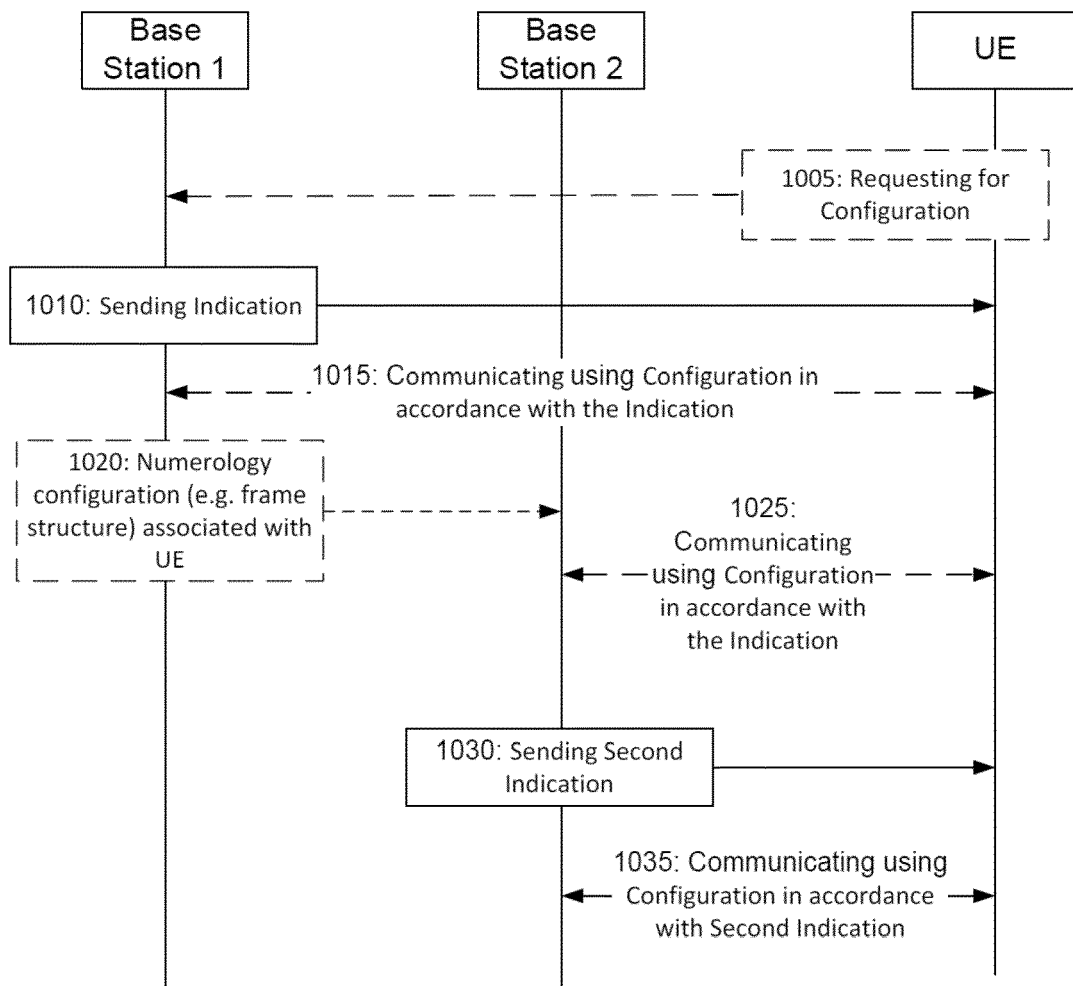 Base
Station 1
Base
Station 2
UE
1005: Requesting for
Configuration
1010: Sending Indication
1015: Communicating using Configuration in
accordance with the Indication
1020: Numerology
configuration (e.g. frame
structure) associated with
UE
1025:
Communicating
using Configuration
in accordance with
the Indication
1030: Sending Second
Indication
1035: Communicating using
Configuration in accordance
with Second Indication